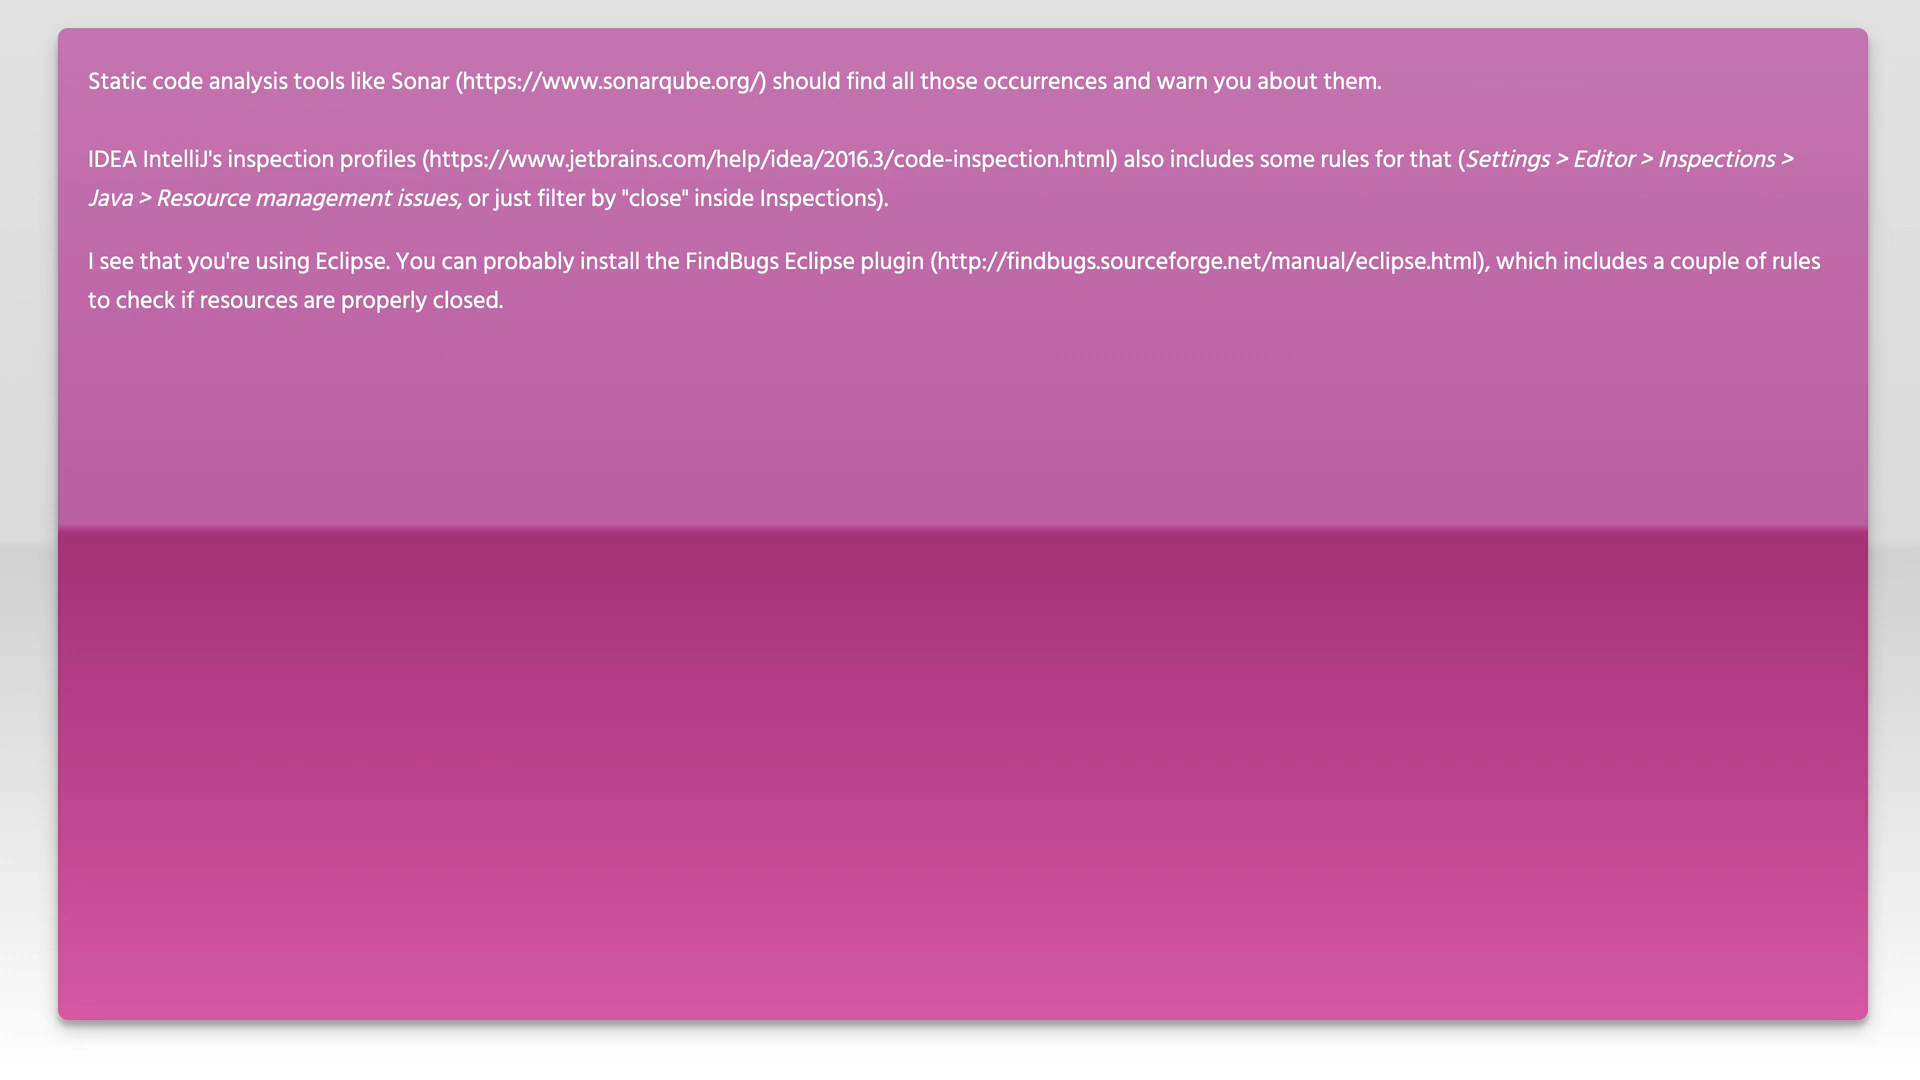 Static code analysis tools like Sonar (https://www.sonarqube.org/) should find all those occurrences and warn you about them.
IDEA IntelliJ's inspection profiles (https://www.jetbrains.com/help/idea/2016.3/code-inspection.html) also includes some rules for that (Settings > Editor > Inspections >
Java > Resource management issues, or just filter by "close" inside Inspections).
I see that you're using Eclipse. You can probably install the FindBugs Eclipse plugin (http://findbugs.sourceforge.net/manual/eclipse.html), which includes a couple of rules
to check if resources are properly closed.